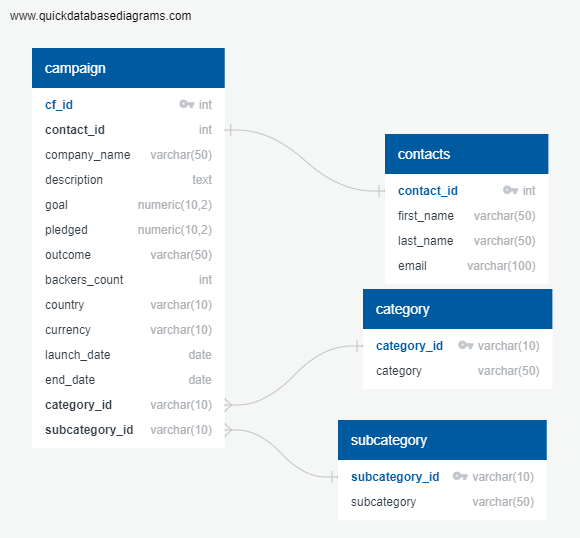 www.quickdatabasediagrams.com
campaign
cf_id int
contact_id int
company_name varchar(50)
description text
goal numeric(10,2)
pledged numeric(10,2)
outcome varchar(50)
backers_count int
country varchar(10)
currency varchar(10)
launch_date date
end_date date
category_id varchar(10)
subcategory_id varchar(10)
contacts
contact_id int
first_name varchar(50)
last_name varchar(50)
email varchar(100)
category
category_id varchar(10)
category varchar(50)
subcategory
subcategory_id varchar(10)
subcategory varchar(50)